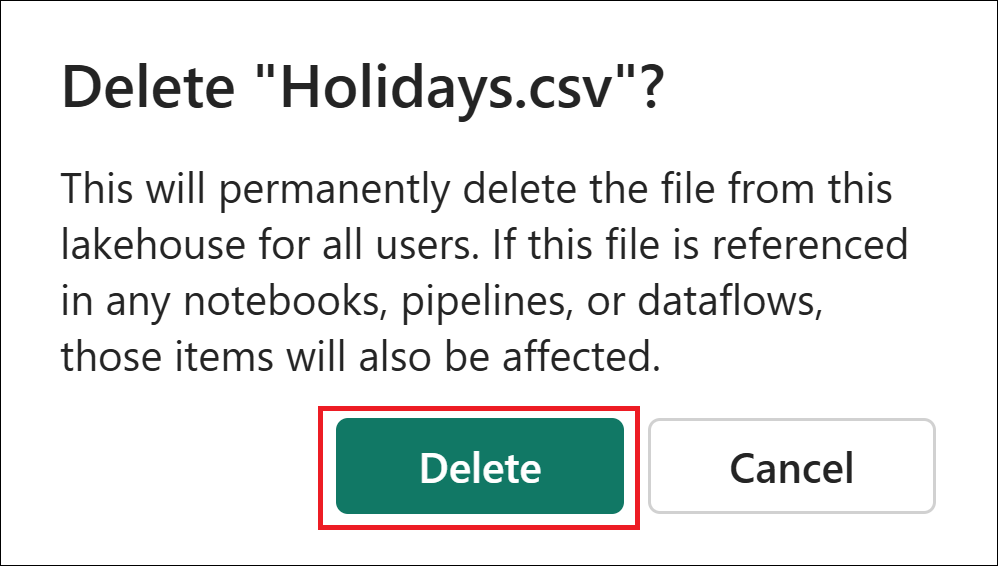 Delete "Holidays.csv"?
This will permanently delete the file from this
lakehouse for all users. If this file is referenced
in any notebooks, pipelines, or dataflows,
those items will also be affected.
Delete
Cancel